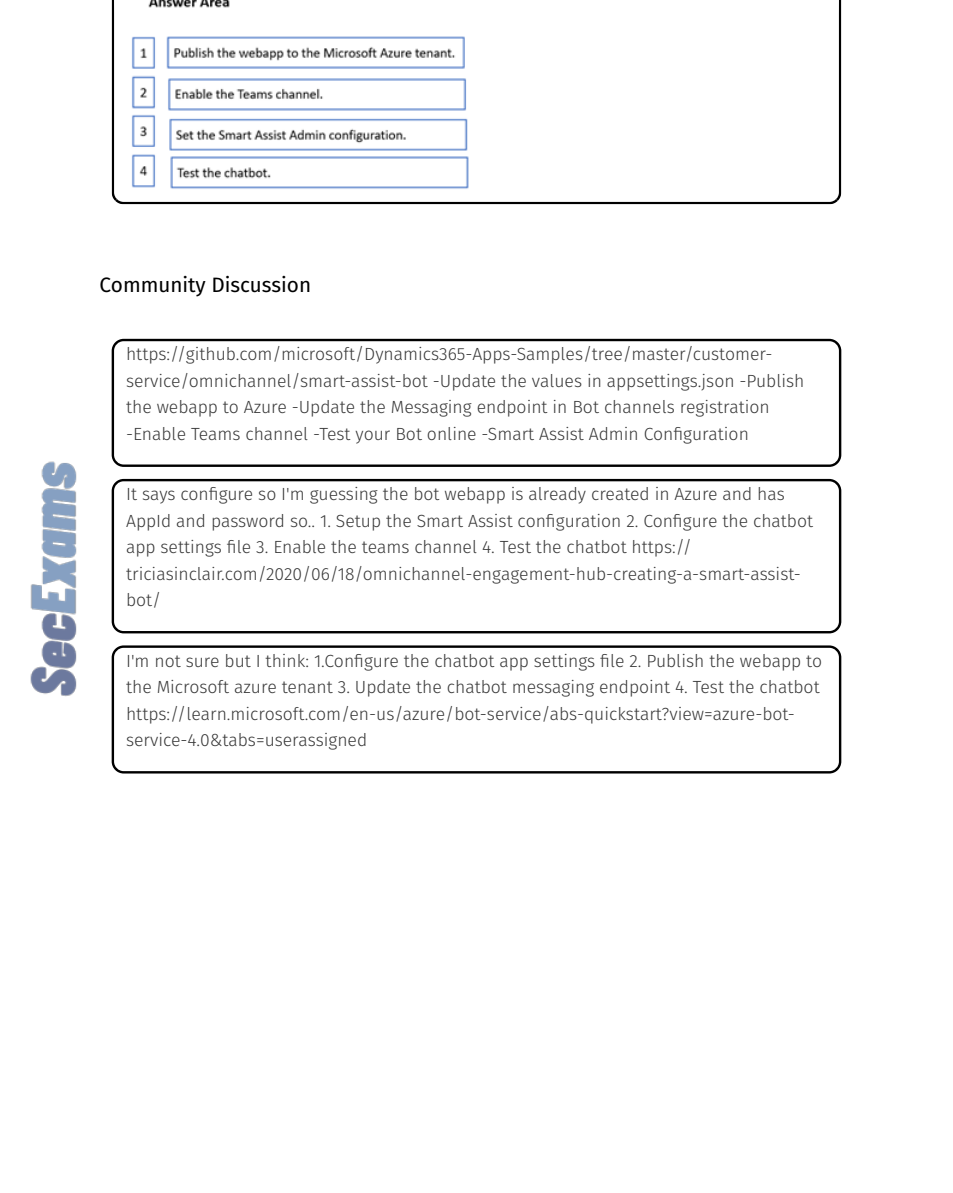 Answer Area
1 Publish the webapp to the Microsoft Azure tenant.
2 Enable the Teams channel.
3 Set the Smart Assist Admin configuration.
4 Test the chatbot.
Community Discussion
https://github.com/microsoft/Dynamics365-Apps-Samples/tree/master/customer-
service/omnichannel/smart-assist-bot -Update the values in appsettings.json -Publish
the webapp to Azure -Update the Messaging endpoint in Bot channels registration
-Enable Teams channel -Test your Bot online -Smart Assist Admin Configuration
It says configure so I'm guessing the bot webapp is already created in Azure and has
AppId and password so.. 1. Setup the Smart Assist configuration 2. Configure the chatbot
app settings file 3. Enable the teams channel 4. Test the chatbot https://
triciasinclair.com/2020/06/18/omnichannel-engagement-hub-creating-a-smart-assist-
bot/
I'm not sure but I think: 1.Configure the chatbot app settings file 2. Publish the webapp to
the Microsoft azure tenant 3. Update the chatbot messaging endpoint 4. Test the chatbot
https://learn.microsoft.com/en-us/azure/bot-service/abs-quickstart?view=azure-bot-
service-4.0&tabs=userassigned
SecExams